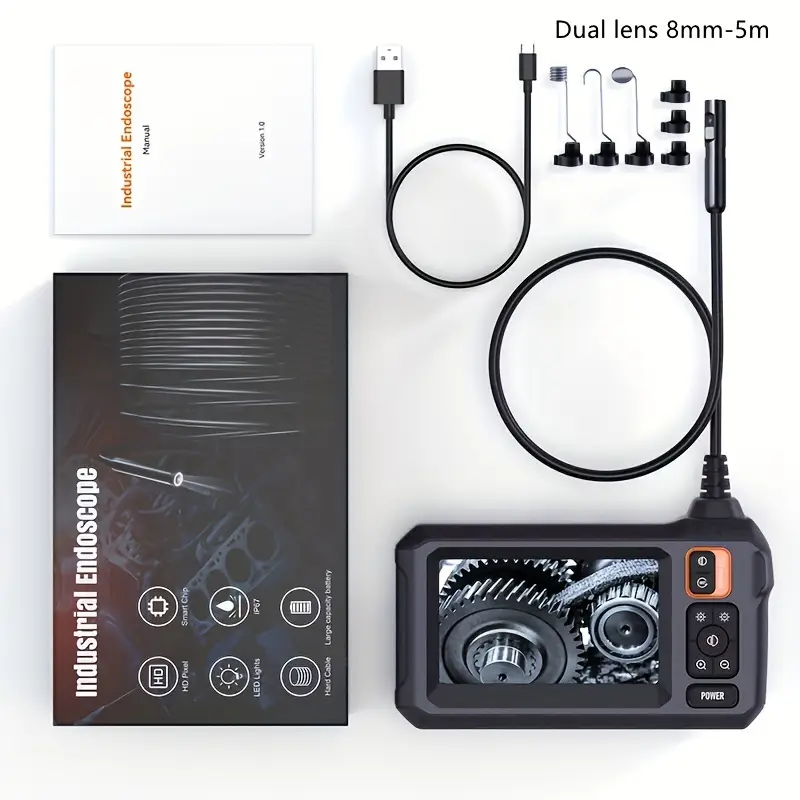 Dual lens 8mm-5m
Industrial Endoscope
Manual
Version 1.0
Industrial Endoscope
Smart Chip
IP67
Large capacity battery
HD
HD Pixel
LED Lights
Hard Cable
POWER